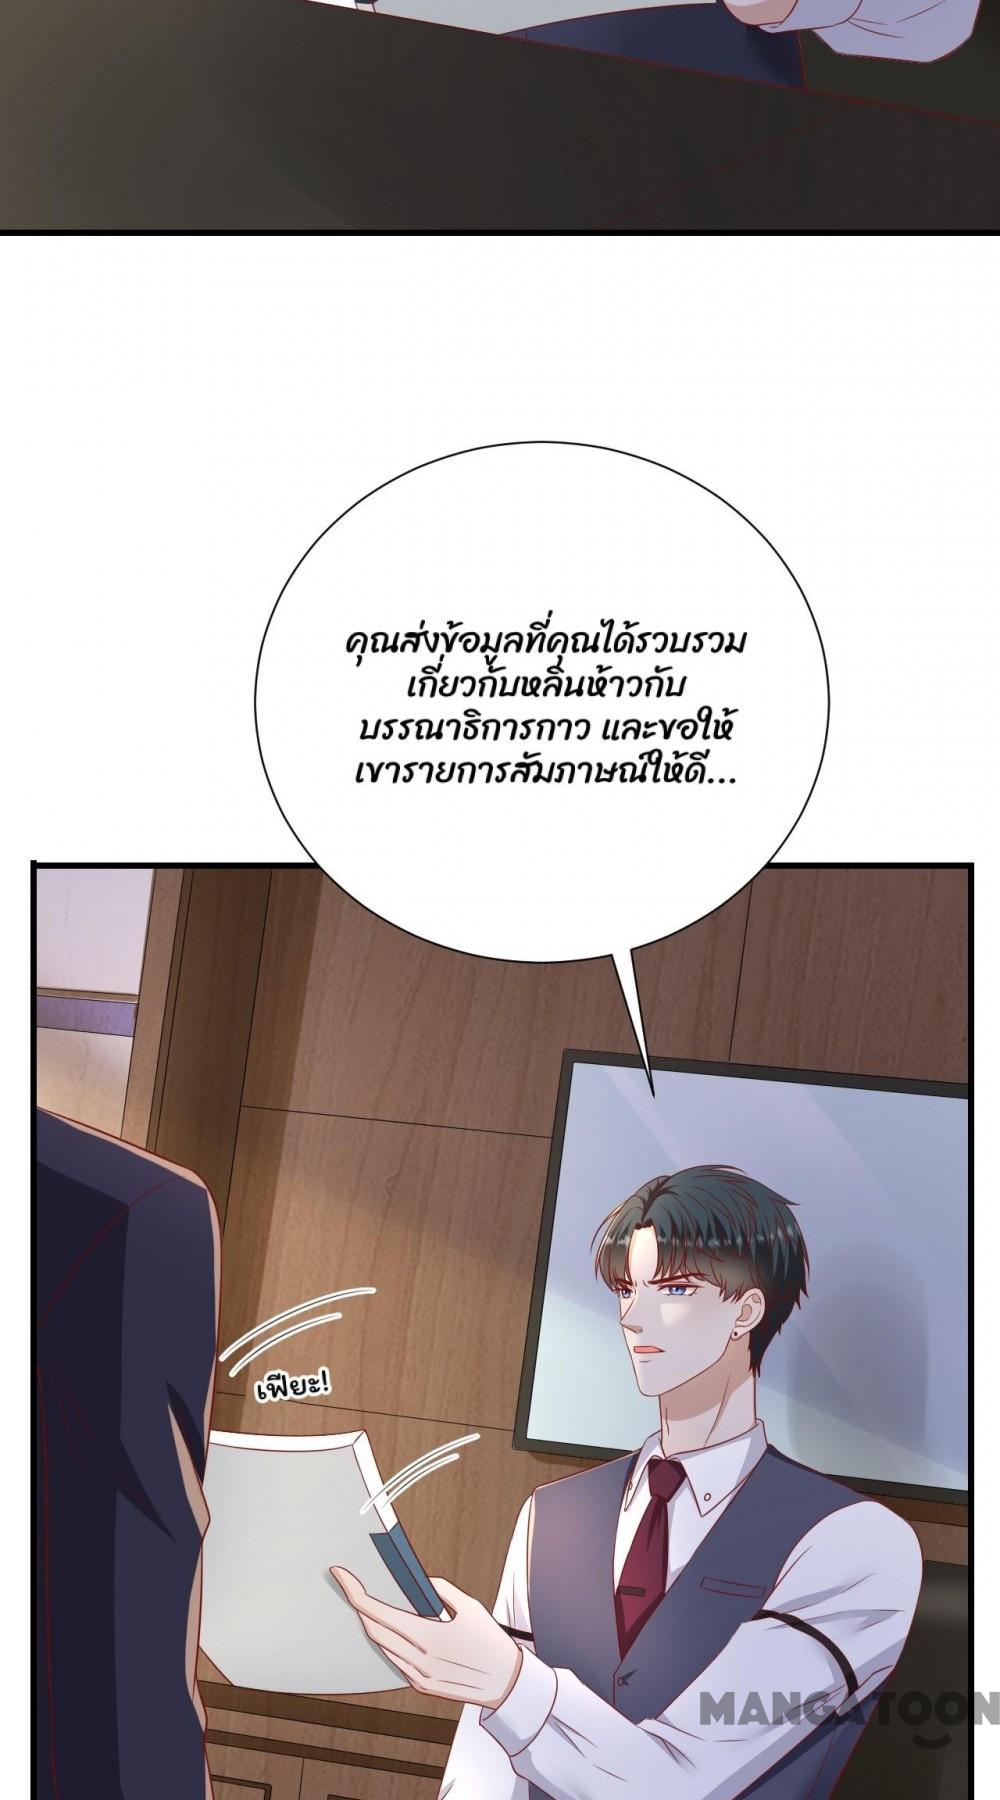 คุณส่งข้อมูลที่คุณได้รวบรวม
เกี่ยวกับหลินห้าวกับ
บรรณาธิการกาว และขอให้
เขารายการสัมภาษณ์ให้ดี...
เฟียะ!
MANGATOON